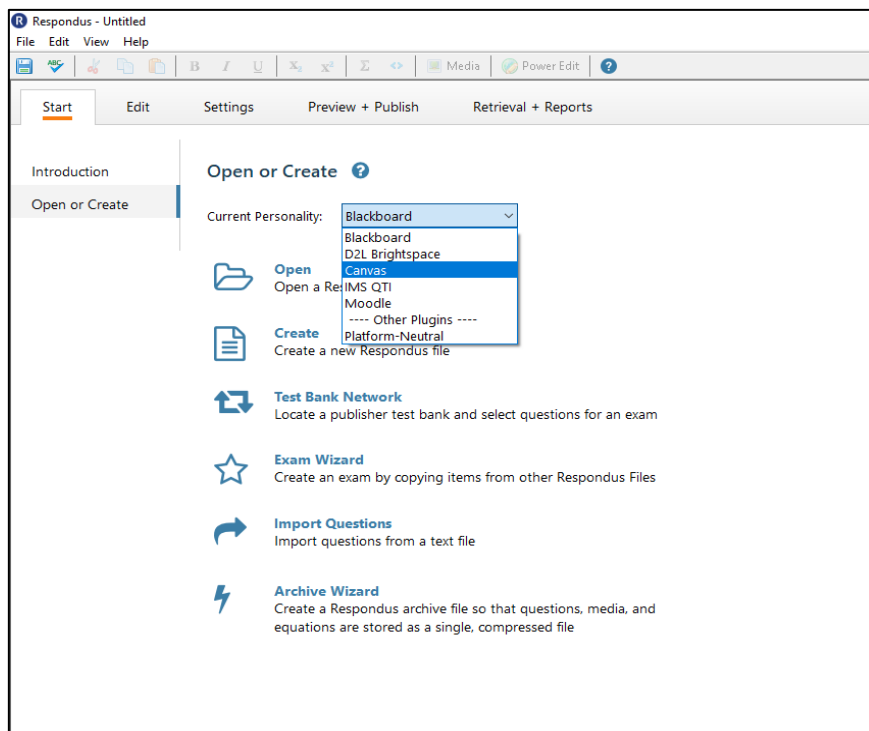 R Respondus - Untitled
File Edit View Help
ABC B I U X₂ X² Σ <> Media Power Edit ?
Start Edit Settings Preview + Publish Retrieval + Reports
Introduction
Open or Create
Open or Create ?
Current Personality: Blackboard
Blackboard
D2L Brightspace
Canvas
IMS QTI
Moodle
---- Other Plugins ----
Platform-Neutral
Open
Open a Re
Create
Create a new Respondus file
Test Bank Network
Locate a publisher test bank and select questions for an exam
Exam Wizard
Create an exam by copying items from other Respondus Files
Import Questions
Import questions from a text file
Archive Wizard
Create a Respondus archive file so that questions, media, and
equations are stored as a single, compressed file